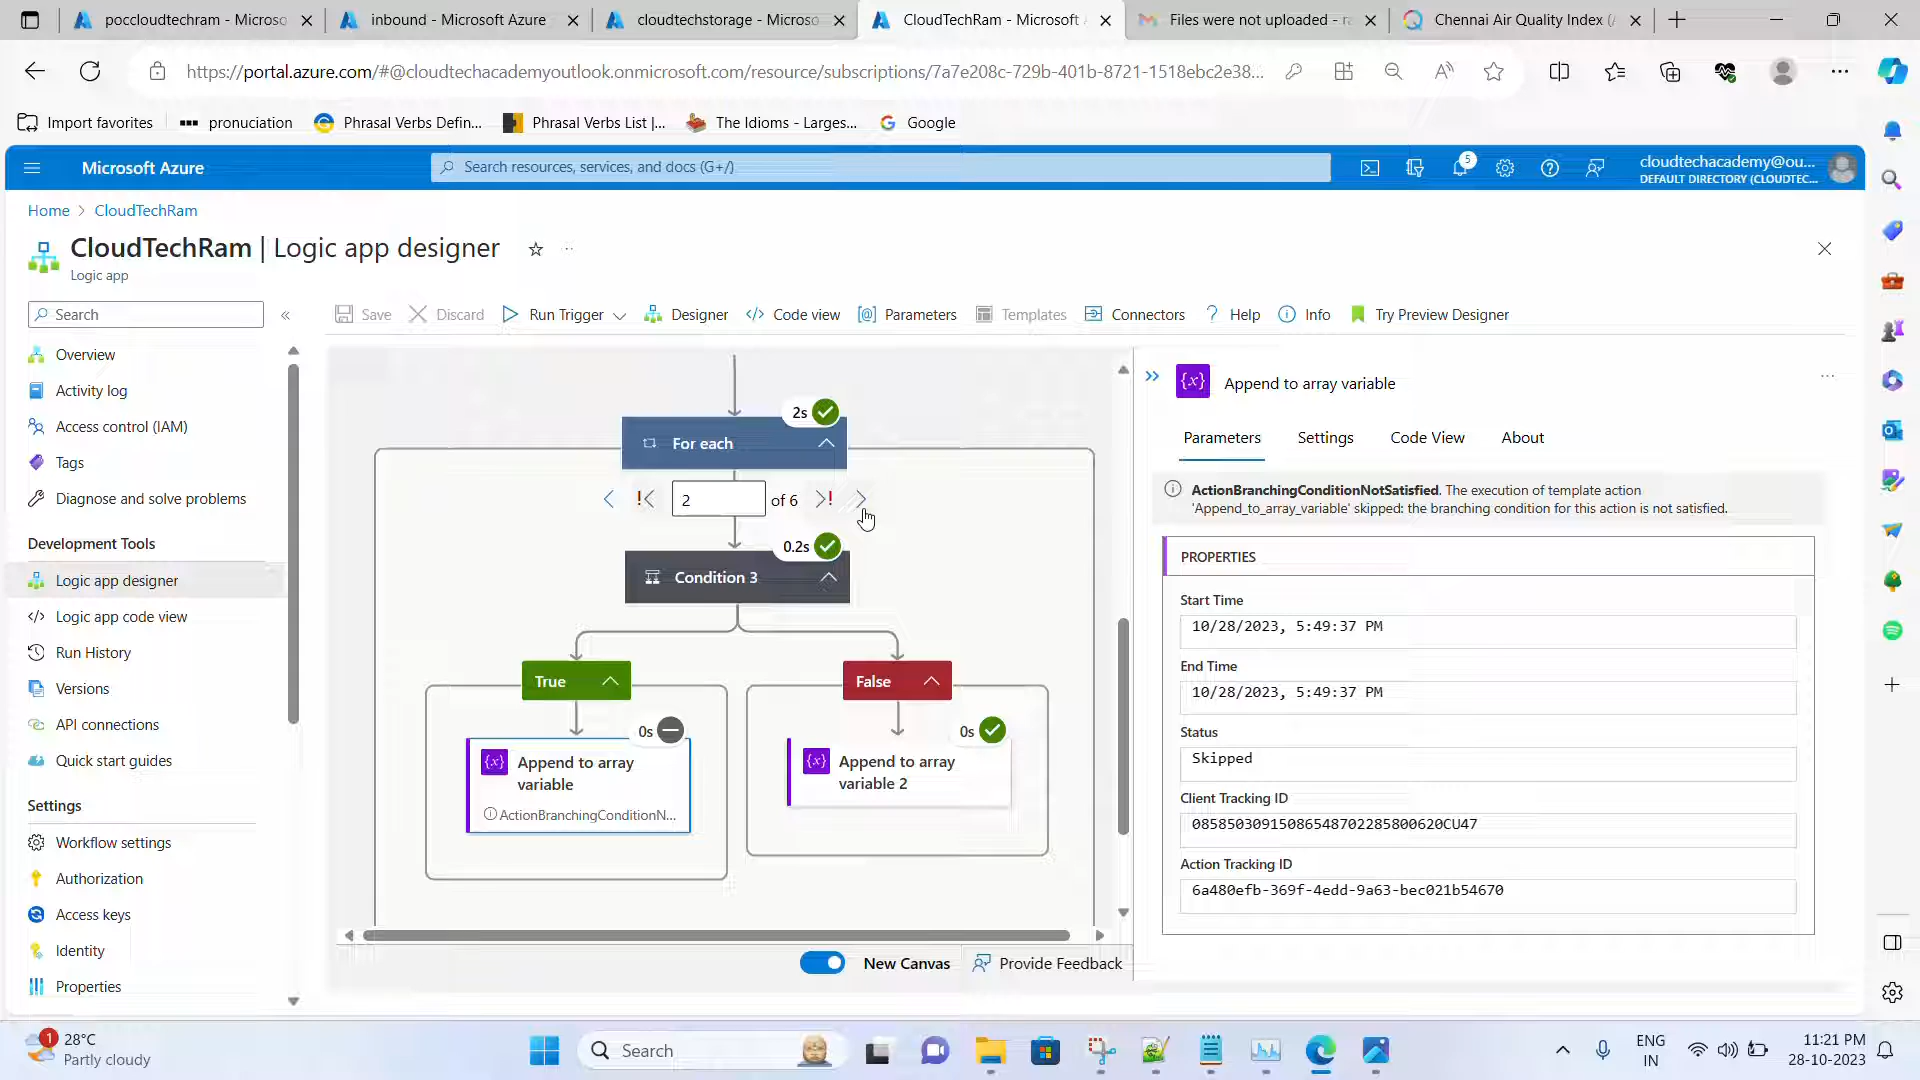 poccloudtechram - Microso
inbound - Microsoft Azure
cloudtechstorage - Microso
CloudTechRam - Microsoft
Files were not uploaded - ra
Chennai Air Quality Index (
https://portal.azure.com/#@cloudtechacademyoutlook.onmicrosoft.com/resource/subscriptions/7a7e208c-729b-401b-8721-1518ebc2e38...
Import favorites
pronuciation
Phrasal Verbs Defin...
Phrasal Verbs List |...
The Idioms - Larges...
Google
Microsoft Azure
Search resources, services, and docs (G+/)
5
cloudtechacademy@ou...
DEFAULT DIRECTORY (CLOUDTEC...
Home > CloudTechRam
CloudTechRam | Logic app designer
Logic app
Search
Save
Discard
Run Trigger
Designer
Code view
Parameters
Templates
Connectors
Help
Info
Try Preview Designer
Overview
Activity log
Access control (IAM)
Tags
Diagnose and solve problems
Development Tools
Logic app designer
Logic app code view
Run History
Versions
API connections
Quick start guides
Settings
Workflow settings
Authorization
Access keys
Identity
Properties
2s
For each
2 of 6
0.2s
Condition 3
True
False
0s
Append to array
variable
ActionBranchingConditionN...
0s
Append to array
variable 2
New Canvas
Provide Feedback
Append to array variable
Parameters
Settings
Code View
About
ActionBranchingConditionNotSatisfied. The execution of template action
'Append_to_array_variable' skipped: the branching condition for this action is not satisfied.
PROPERTIES
Start Time
10/28/2023, 5:49:37 PM
End Time
10/28/2023, 5:49:37 PM
Status
Skipped
Client Tracking ID
08585030915086548702285800620CU47
Action Tracking ID
6a480efb-369f-4edd-9a63-bec021b54670
1
28°C
Partly cloudy
Search
ENG
IN
11:21 PM
28-10-2023